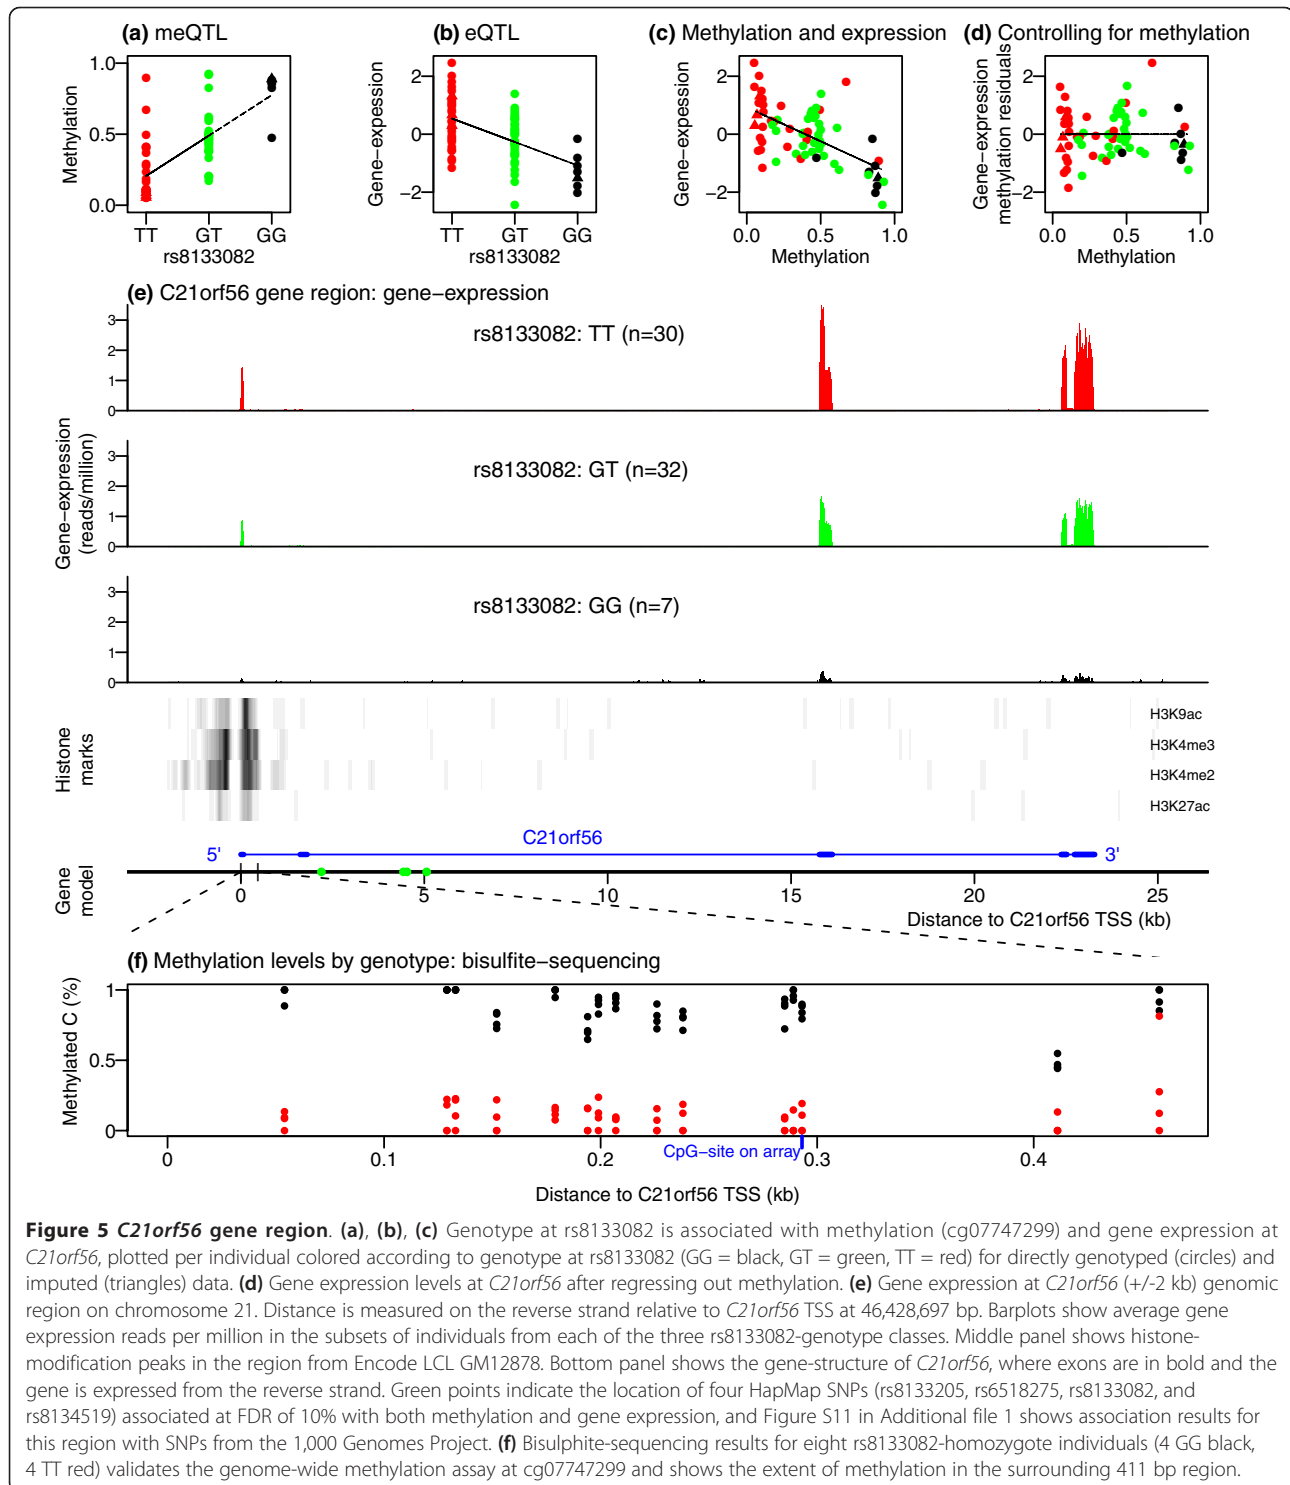 (a) meQTL
(b) eQTL
(c) Methylation and expression
(d) Controlling for methylation
Methylation
1.0
0.5
0.0
TT GT GG
rs8133082
Gene−expression
2
0
−2
TT GT GG
rs8133082
Gene−expression
2
0
−2
0.0 0.5 1.0
Methylation
Gene−expression
methylation residuals
2
0
−2
0.0 0.5 1.0
Methylation
(e) C21orf56 gene region: gene−expression
Gene−expression
(reads/million)
3
2
1
0
rs8133082: TT (n=30)
3
2
1
0
rs8133082: GT (n=32)
3
2
1
0
rs8133082: GG (n=7)
Histone
marks
H3K9ac
H3K4me3
H3K4me2
H3K27ac
C21orf56
5'
3'
Gene
model
0 5 10 15 20 25
Distance to C21orf56 TSS (kb)
(f) Methylation levels by genotype: bisulfite−sequencing
Methylated C (%)
1
0.5
0
CpG−site on array
0 0.1 0.2 0.3 0.4
Distance to C21orf56 TSS (kb)
Figure 5 C21orf56 gene region. (a), (b), (c) Genotype at rs8133082 is associated with methylation (cg07747299) and gene expression at
C21orf56, plotted per individual colored according to genotype at rs8133082 (GG = black, GT = green, TT = red) for directly genotyped (circles) and
imputed (triangles) data. (d) Gene expression levels at C21orf56 after regressing out methylation. (e) Gene expression at C21orf56 (+/-2 kb) genomic
region on chromosome 21. Distance is measured on the reverse strand relative to C21orf56 TSS at 46,428,697 bp. Barplots show average gene
expression reads per million in the subsets of individuals from each of the three rs8133082-genotype classes. Middle panel shows histone-
modification peaks in the region from Encode LCL GM12878. Bottom panel shows the gene-structure of C21orf56, where exons are in bold and the
gene is expressed from the reverse strand. Green points indicate the location of four HapMap SNPs (rs8133205, rs6518275, rs8133082, and
rs8134519) associated at FDR of 10% with both methylation and gene expression, and Figure S11 in Additional file 1 shows association results for
this region with SNPs from the 1,000 Genomes Project. (f) Bisulphite-sequencing results for eight rs8133082-homozygote individuals (4 GG black,
4 TT red) validates the genome-wide methylation assay at cg07747299 and shows the extent of methylation in the surrounding 411 bp region.